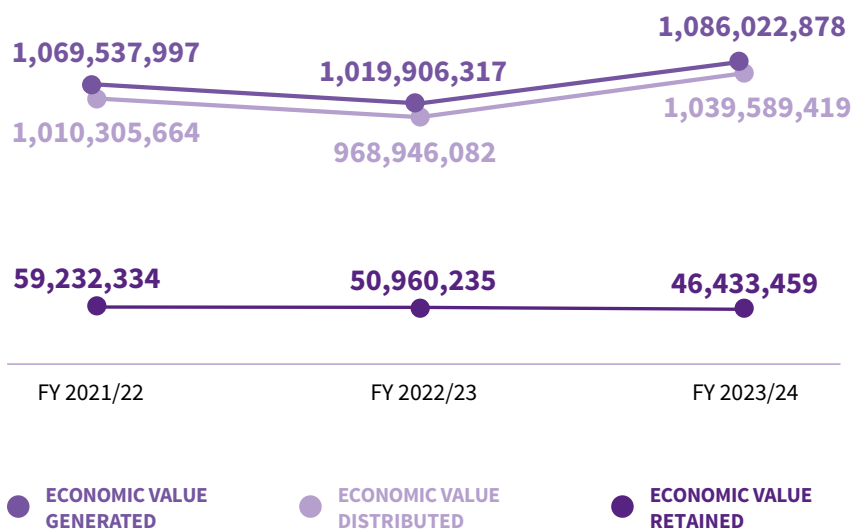 1,086,022,878
1,069,537,997
1,019,906,317
1,039,589,419
1,010,305,664
968,946,082
59,232,334
50,960,235
46,433,459
FY 2021/22
FY 2022/23
FY 2023/24
ECONOMIC VALUE
GENERATED
ECONOMIC VALUE
DISTRIBUTED
ECONOMIC VALUE
RETAINED